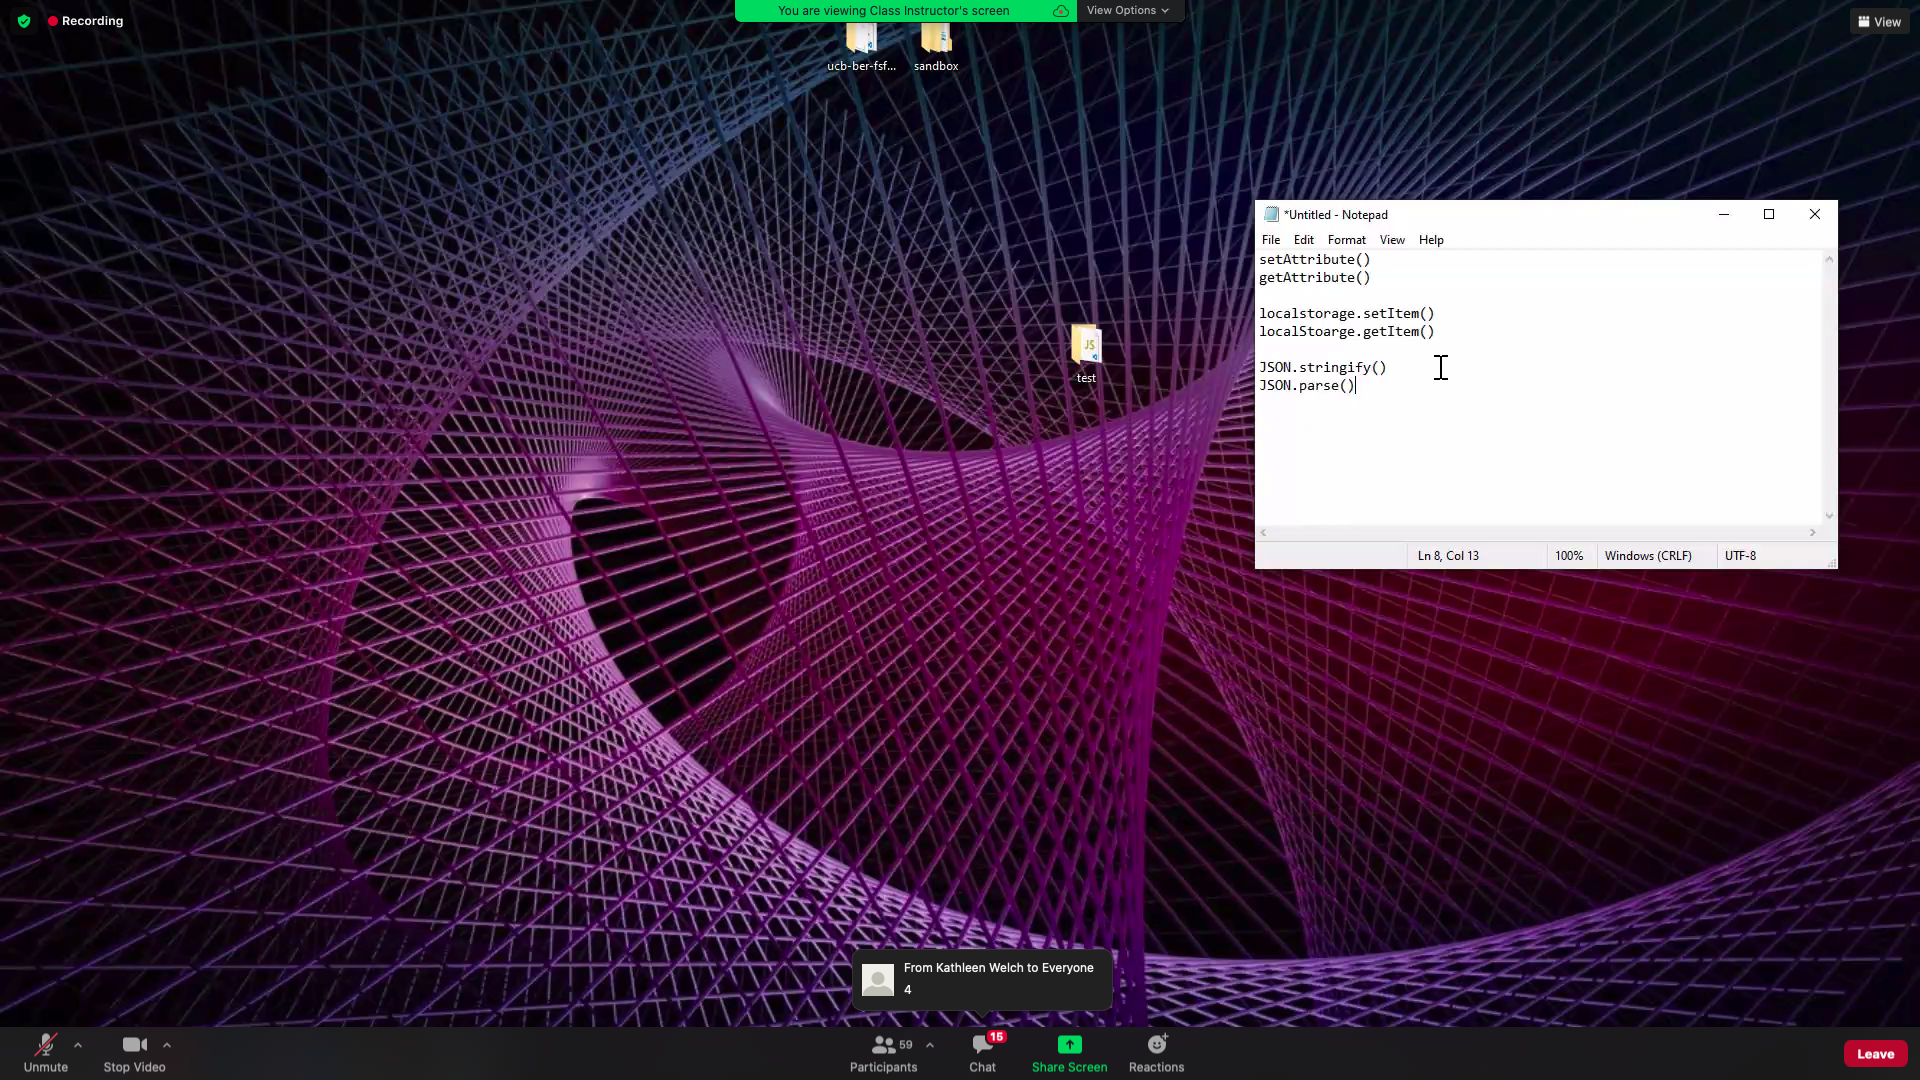 Recording
You are viewing Class Instructor's screen
View Options
View
ucb-ber-fsf...
sandbox
test
*Untitled - Notepad
File Edit Format View Help
setAttribute()
getAttribute()
localstorage.setItem()
localStoarge.getItem()
JSON.stringify()
JSON.parse()
Ln 8, Col 13
100%
Windows (CRLF)
UTF-8
JS
From Kathleen Welch to Everyone
4
Unmute
Stop Video
59
Participants
15
Chat
Share Screen
Reactions
Leave